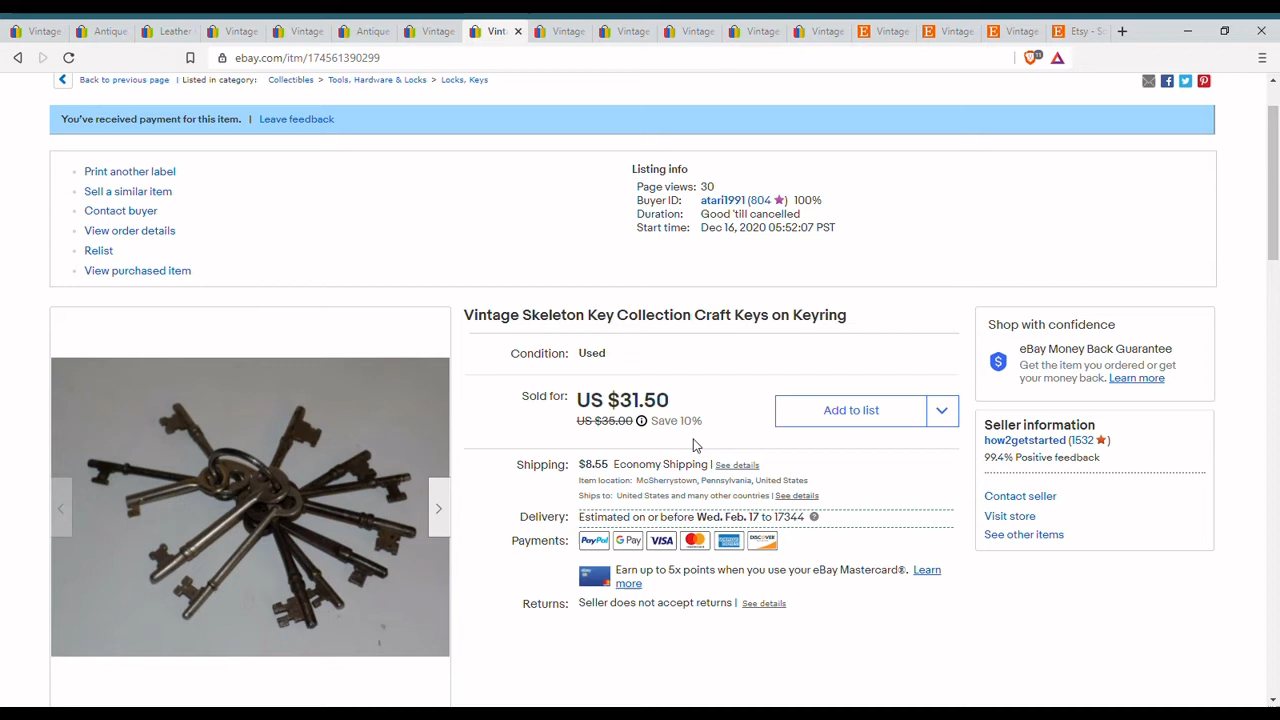 Vintage
Antique
Leather
Vintage
Vintage
Antique
Vintage
Vint
Vintage
Vintage
Vintage
Vintage
Vintage
Vintage
Vintage
Vintage
Etsy - S
ebay.com/itm/174561390299
Back to previous page | Listed in category: Collectibles > Tools, Hardware & Locks > Locks, Keys
You've received payment for this item. | Leave feedback
Print another label
Sell a similar item
Contact buyer
View order details
Relist
View purchased item
Listing info
Page views: 30
Buyer ID: atari1991 (804 ★) 100%
Duration: Good 'till cancelled
Start time: Dec 16, 2020 05:52:07 PST
Vintage Skeleton Key Collection Craft Keys on Keyring
Condition: Used
Sold for: US $31.50
US $35.00 Save 10%
Add to list
Shipping: $8.55 Economy Shipping | See details
Item location: McSherrystown, Pennsylvania, United States
Ships to: United States and many other countries | See details
Delivery: Estimated on or before Wed. Feb. 17 to 17344
Payments: PayPal G Pay VISA MasterCard AMERICAN EXPRESS DISCOVER
Earn up to 5x points when you use your eBay Mastercard®. Learn
more
Returns: Seller does not accept returns | See details
Shop with confidence
eBay Money Back Guarantee
Get the item you ordered or get
your money back. Learn more
Seller information
how2getstarted (1532 ★)
99.4% Positive feedback
Contact seller
Visit store
See other items